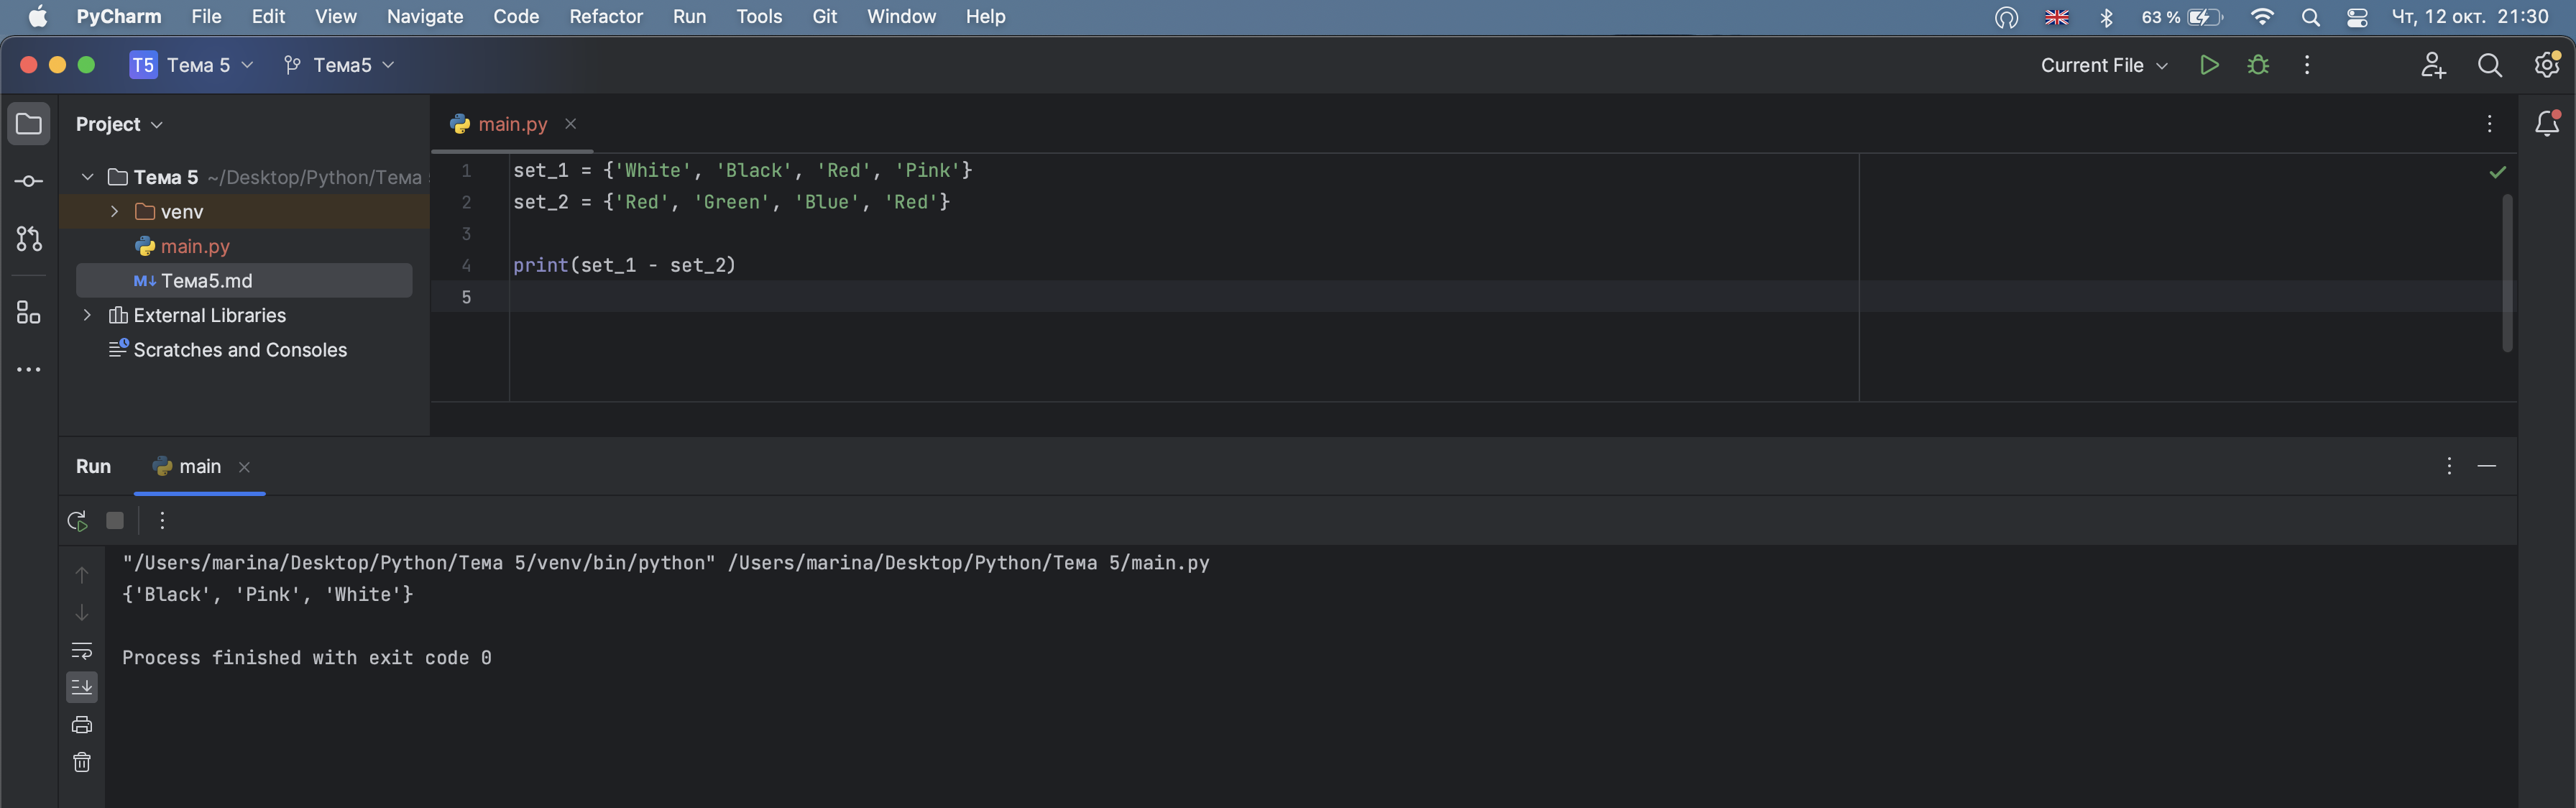 PyCharm File Edit View Navigate Code Refactor Run Tools Git Window Help 63 % Чт, 12 окт. 21:30
T5 Тема 5 Тема5 Current File
Project
Тема 5 ~/Desktop/Python/Тема
venv
main.py
M↓ Тема5.md
External Libraries
Scratches and Consoles
main.py
1 set_1 = {'White', 'Black', 'Red', 'Pink'}
2 set_2 = {'Red', 'Green', 'Blue', 'Red'}
3
4 print(set_1 - set_2)
5
Run main
"/Users/marina/Desktop/Python/Тема 5/venv/bin/python" /Users/marina/Desktop/Python/Тема 5/main.py
{'Black', 'Pink', 'White'}
Process finished with exit code 0